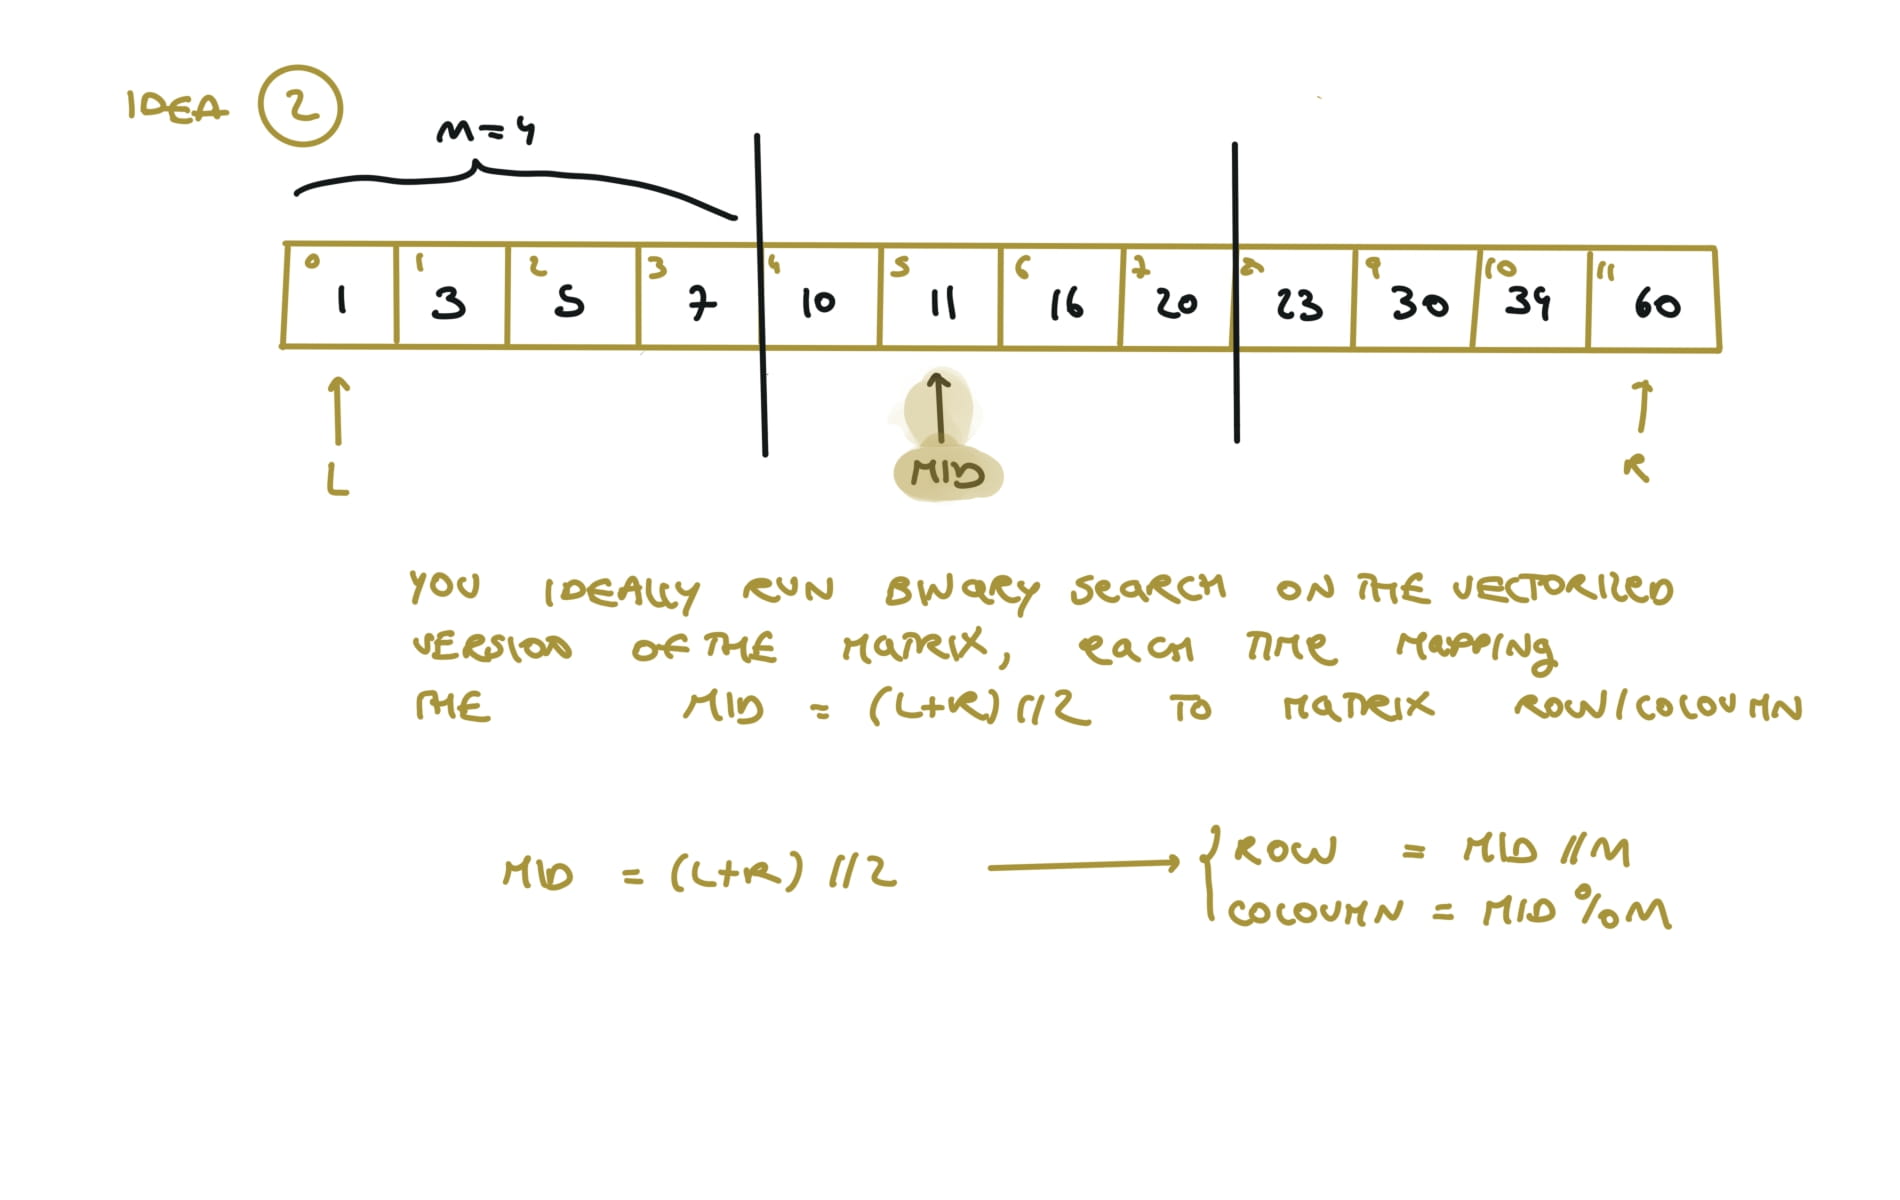 IDEA 2
M=4
0 1 2 3 4 5 6 7 8 9 10 11
1 3 5 7 10 11 16 20 23 30 34 60
L MID R
YOU IDEALLY RUN BINARY SEARCH ON THE VECTORIZED
VERSION OF THE MATRIX, EACH TIME MAPPING
THE MID = (L+R)//2 TO MATRIX ROW/COLOUMN
MID = (L+R)//2 → { ROW = MID //M
COLOUMN = MID %M